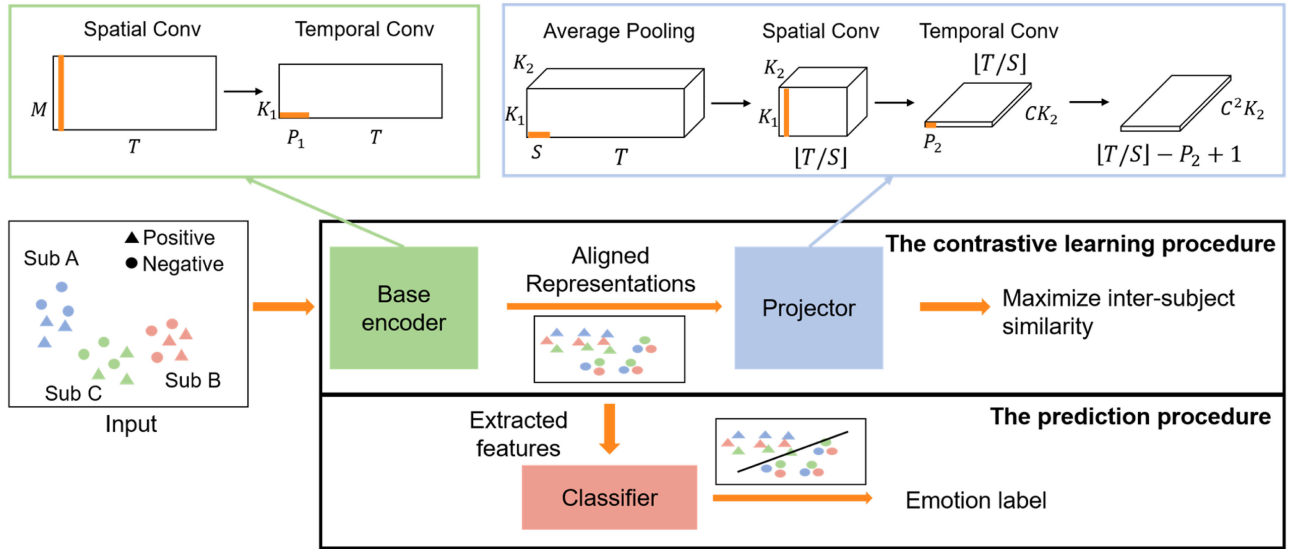 Spatial Conv
Temporal Conv
M
T
K₁
P₁
T
Average Pooling
Spatial Conv
Temporal Conv
K₂
K₁
S
T
K₂
K₁
⌊T/S⌋
⌊T/S⌋
P₂
CK₂
C²K₂
⌊T/S⌋ − P₂ + 1
Positive
Negative
Sub A
Sub C
Sub B
Input
Base
encoder
Aligned
Representations
Projector
The contrastive learning procedure
Maximize inter-subject
similarity
The prediction procedure
Extracted
features
Classifier
Emotion label